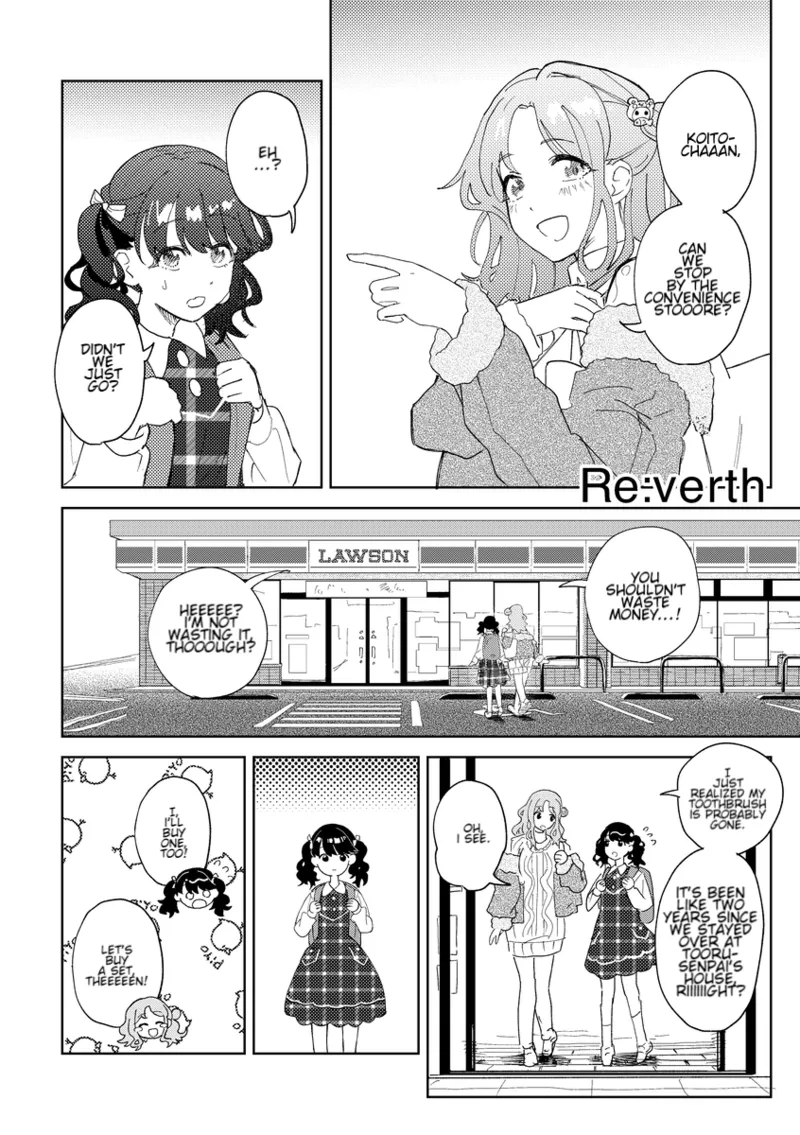 KOITO-
CHAAAN,
CAN
WE
STOP
BY THE
CONVENIENCE
STOOORE?
EH
...?
DIDN'T
WE
JUST
GO?
Re:verth
LAWSON
YOU
SHOULDN'T
WASTE
MONEY...!
HEEEEE?
I'M NOT
WASTING IT,
THOOOUGH?
I
JUST
REALIZED MY
TOOTHBRUSH
IS PROBABLY
GONE.
IT'S BEEN
LIKE TWO
YEARS SINCE
WE STAYED
OVER AT
TOORU-
SENPAI'S
HOUSE,
RIIIIIIGHT?
OH,
I SEE.
I,
I'LL
BUY
ONE
TOO!
PIYO
LET'S
BUY
A SET,
THEEEEEN!